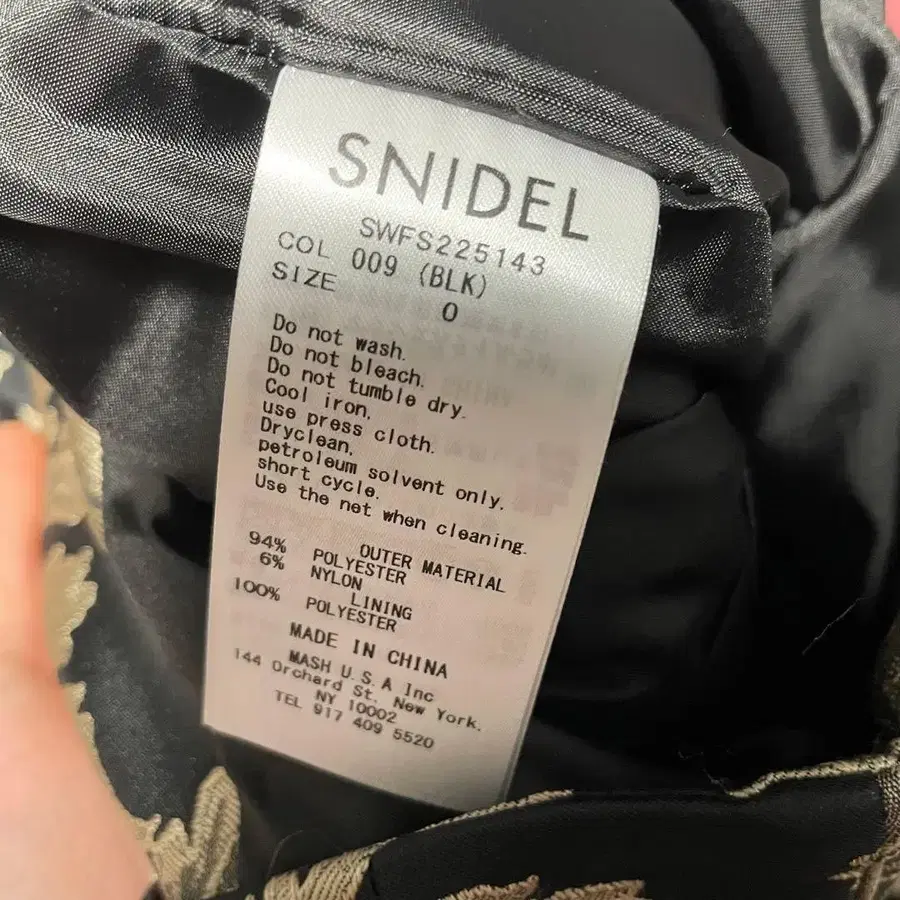 SNIDEL
SWFS225143
COL 009 (BLK)
SIZE 0
Do not wash.
Do not bleach.
Do not tumble dry.
Cool iron,
use press cloth.
Dryclean,
petroleum solvent only.
short cycle.
Use the net when cleaning.
OUTER MATERIAL
94% POLYESTER
6% NYLON
LINING
100% POLYESTER
MADE IN CHINA
MASH U.S.A Inc
144 Orchard St. New York.
NY 10002
TEL 917 409 5520